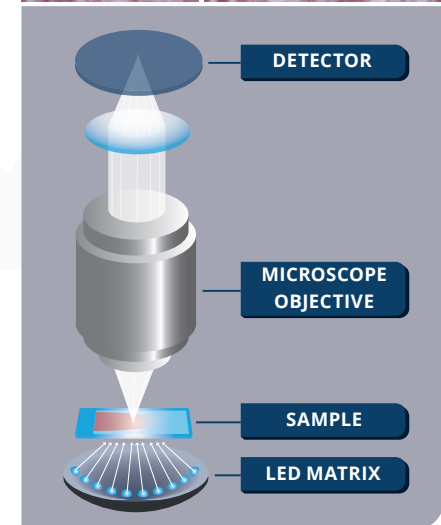 DETECTOR
MICROSCOPE
OBJECTIVE
SAMPLE
LED MATRIX